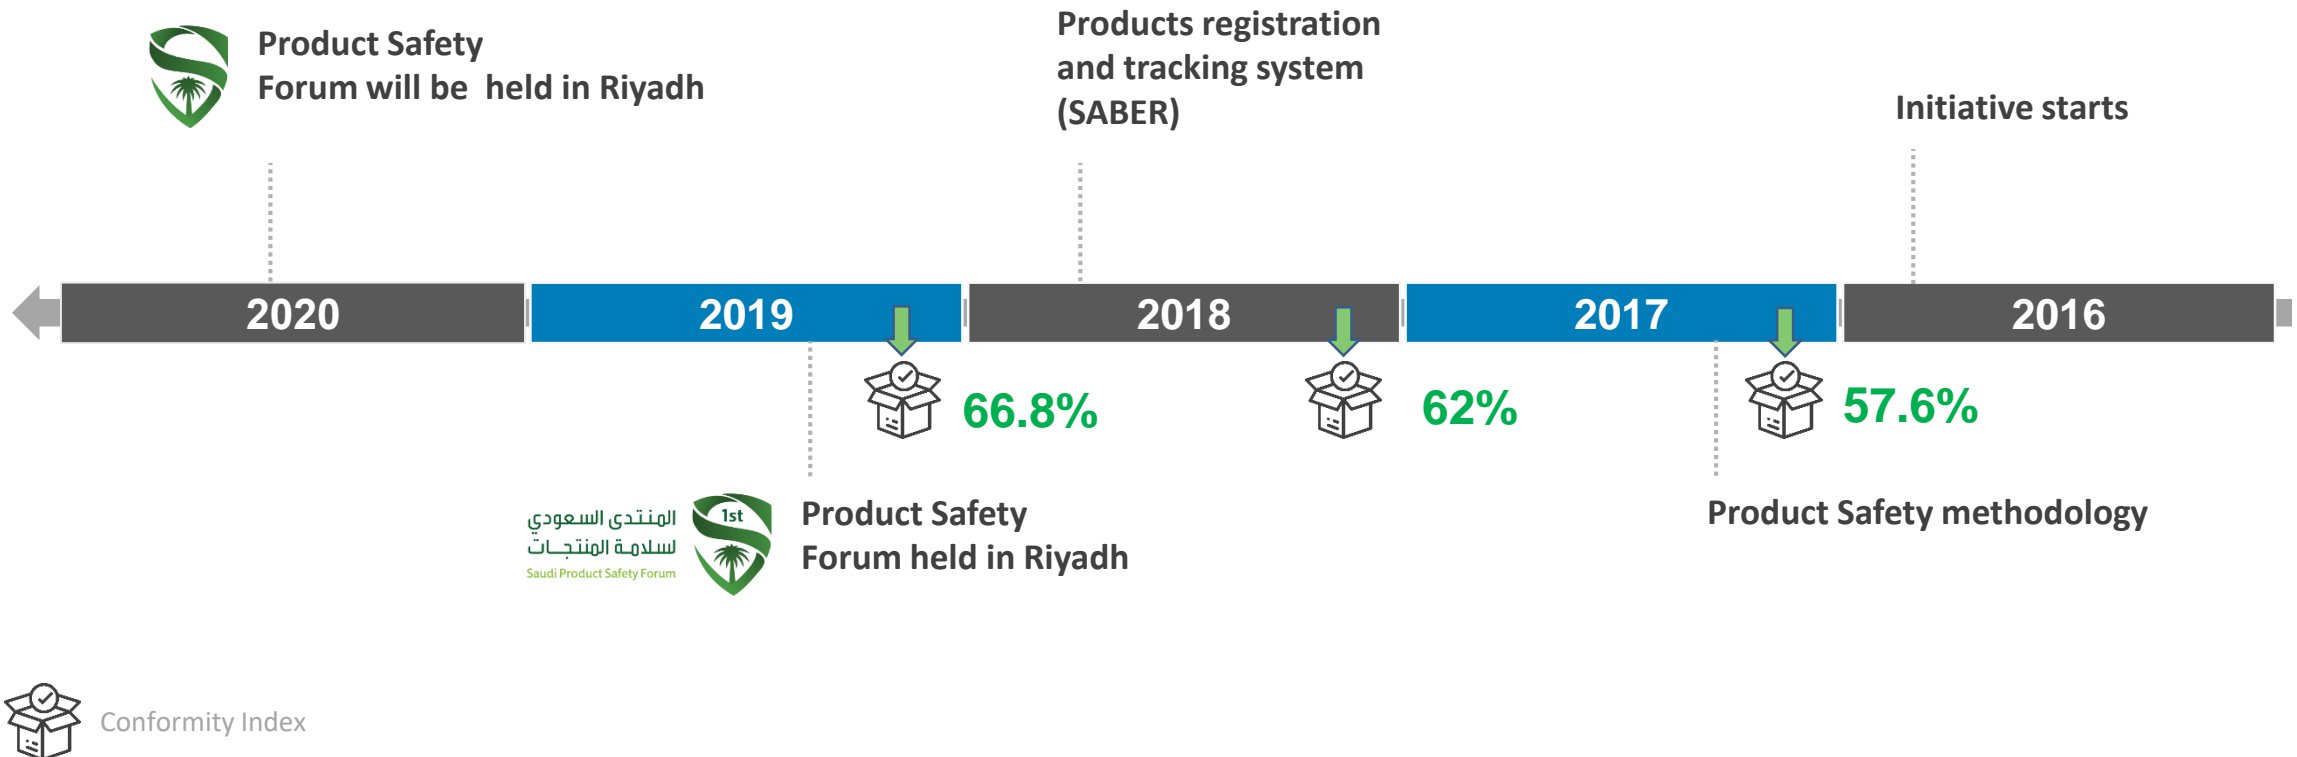 Product Safety
Forum will be held in Riyadh
Products registration
and tracking system
(SABER)
Initiative starts
2020
2019
2018
2017
2016
66.8%
62%
57.6%
المنتدى السعودي
لسلامة المنتجات
Saudi Product Safety Forum
1st
Product Safety
Forum held in Riyadh
Product Safety methodology
Conformity Index